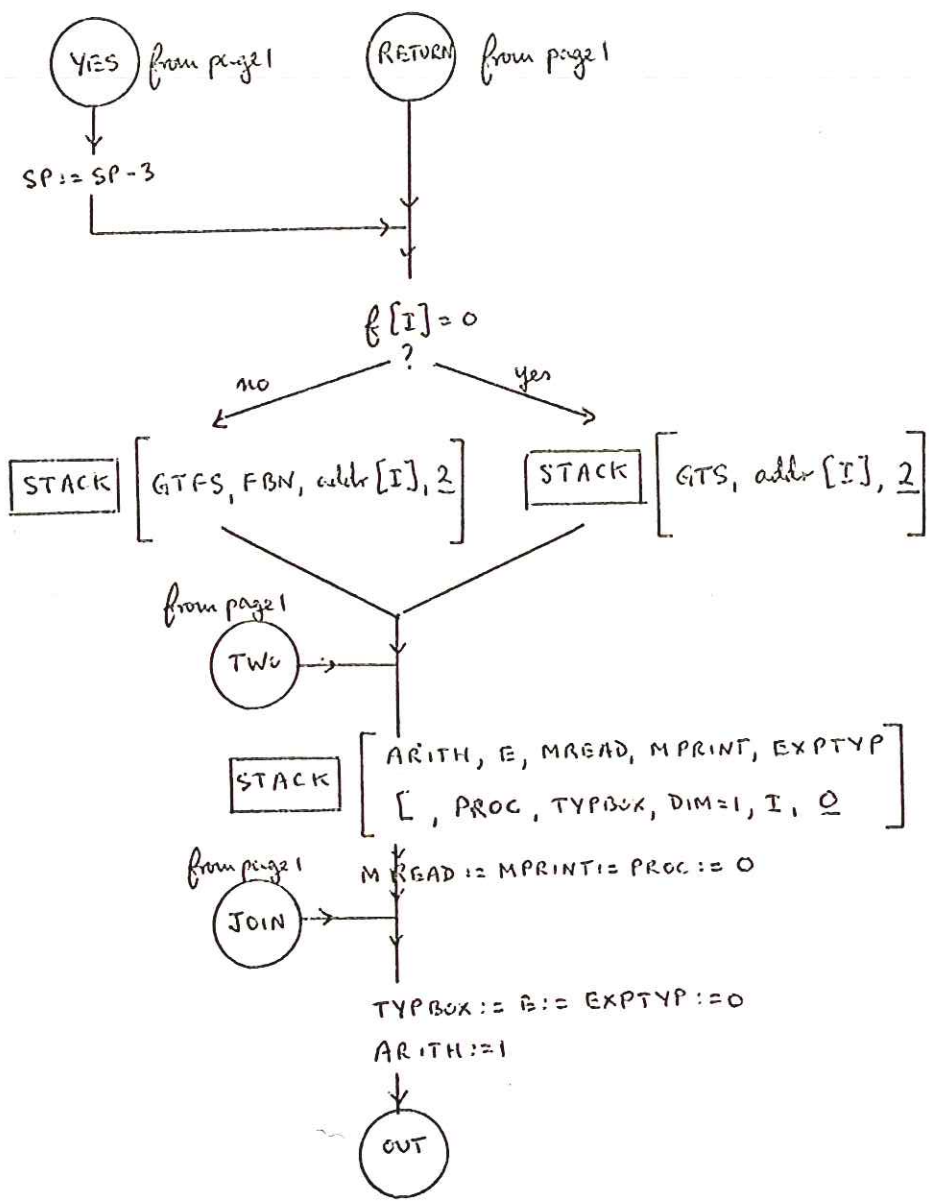 YES from page 1
RETURN from page 1
SP := SP - 3
f [I] = 0
?
no
yes
STACK [ GTFS, FBN, addr [I], 2 ]
STACK [ GTS, addr [I], 2 ]
from page 1
TWO
STACK [ ARITH, E, MREAD, MPRINT, EXPTYP
[ , PROC, TYPBOX, DIM=1, I, 0 ]
MREAD := MPRINT := PROC := 0
from page 1
JOIN
TYPBOX := E := EXPTYP := 0
ARITH := 1
OUT